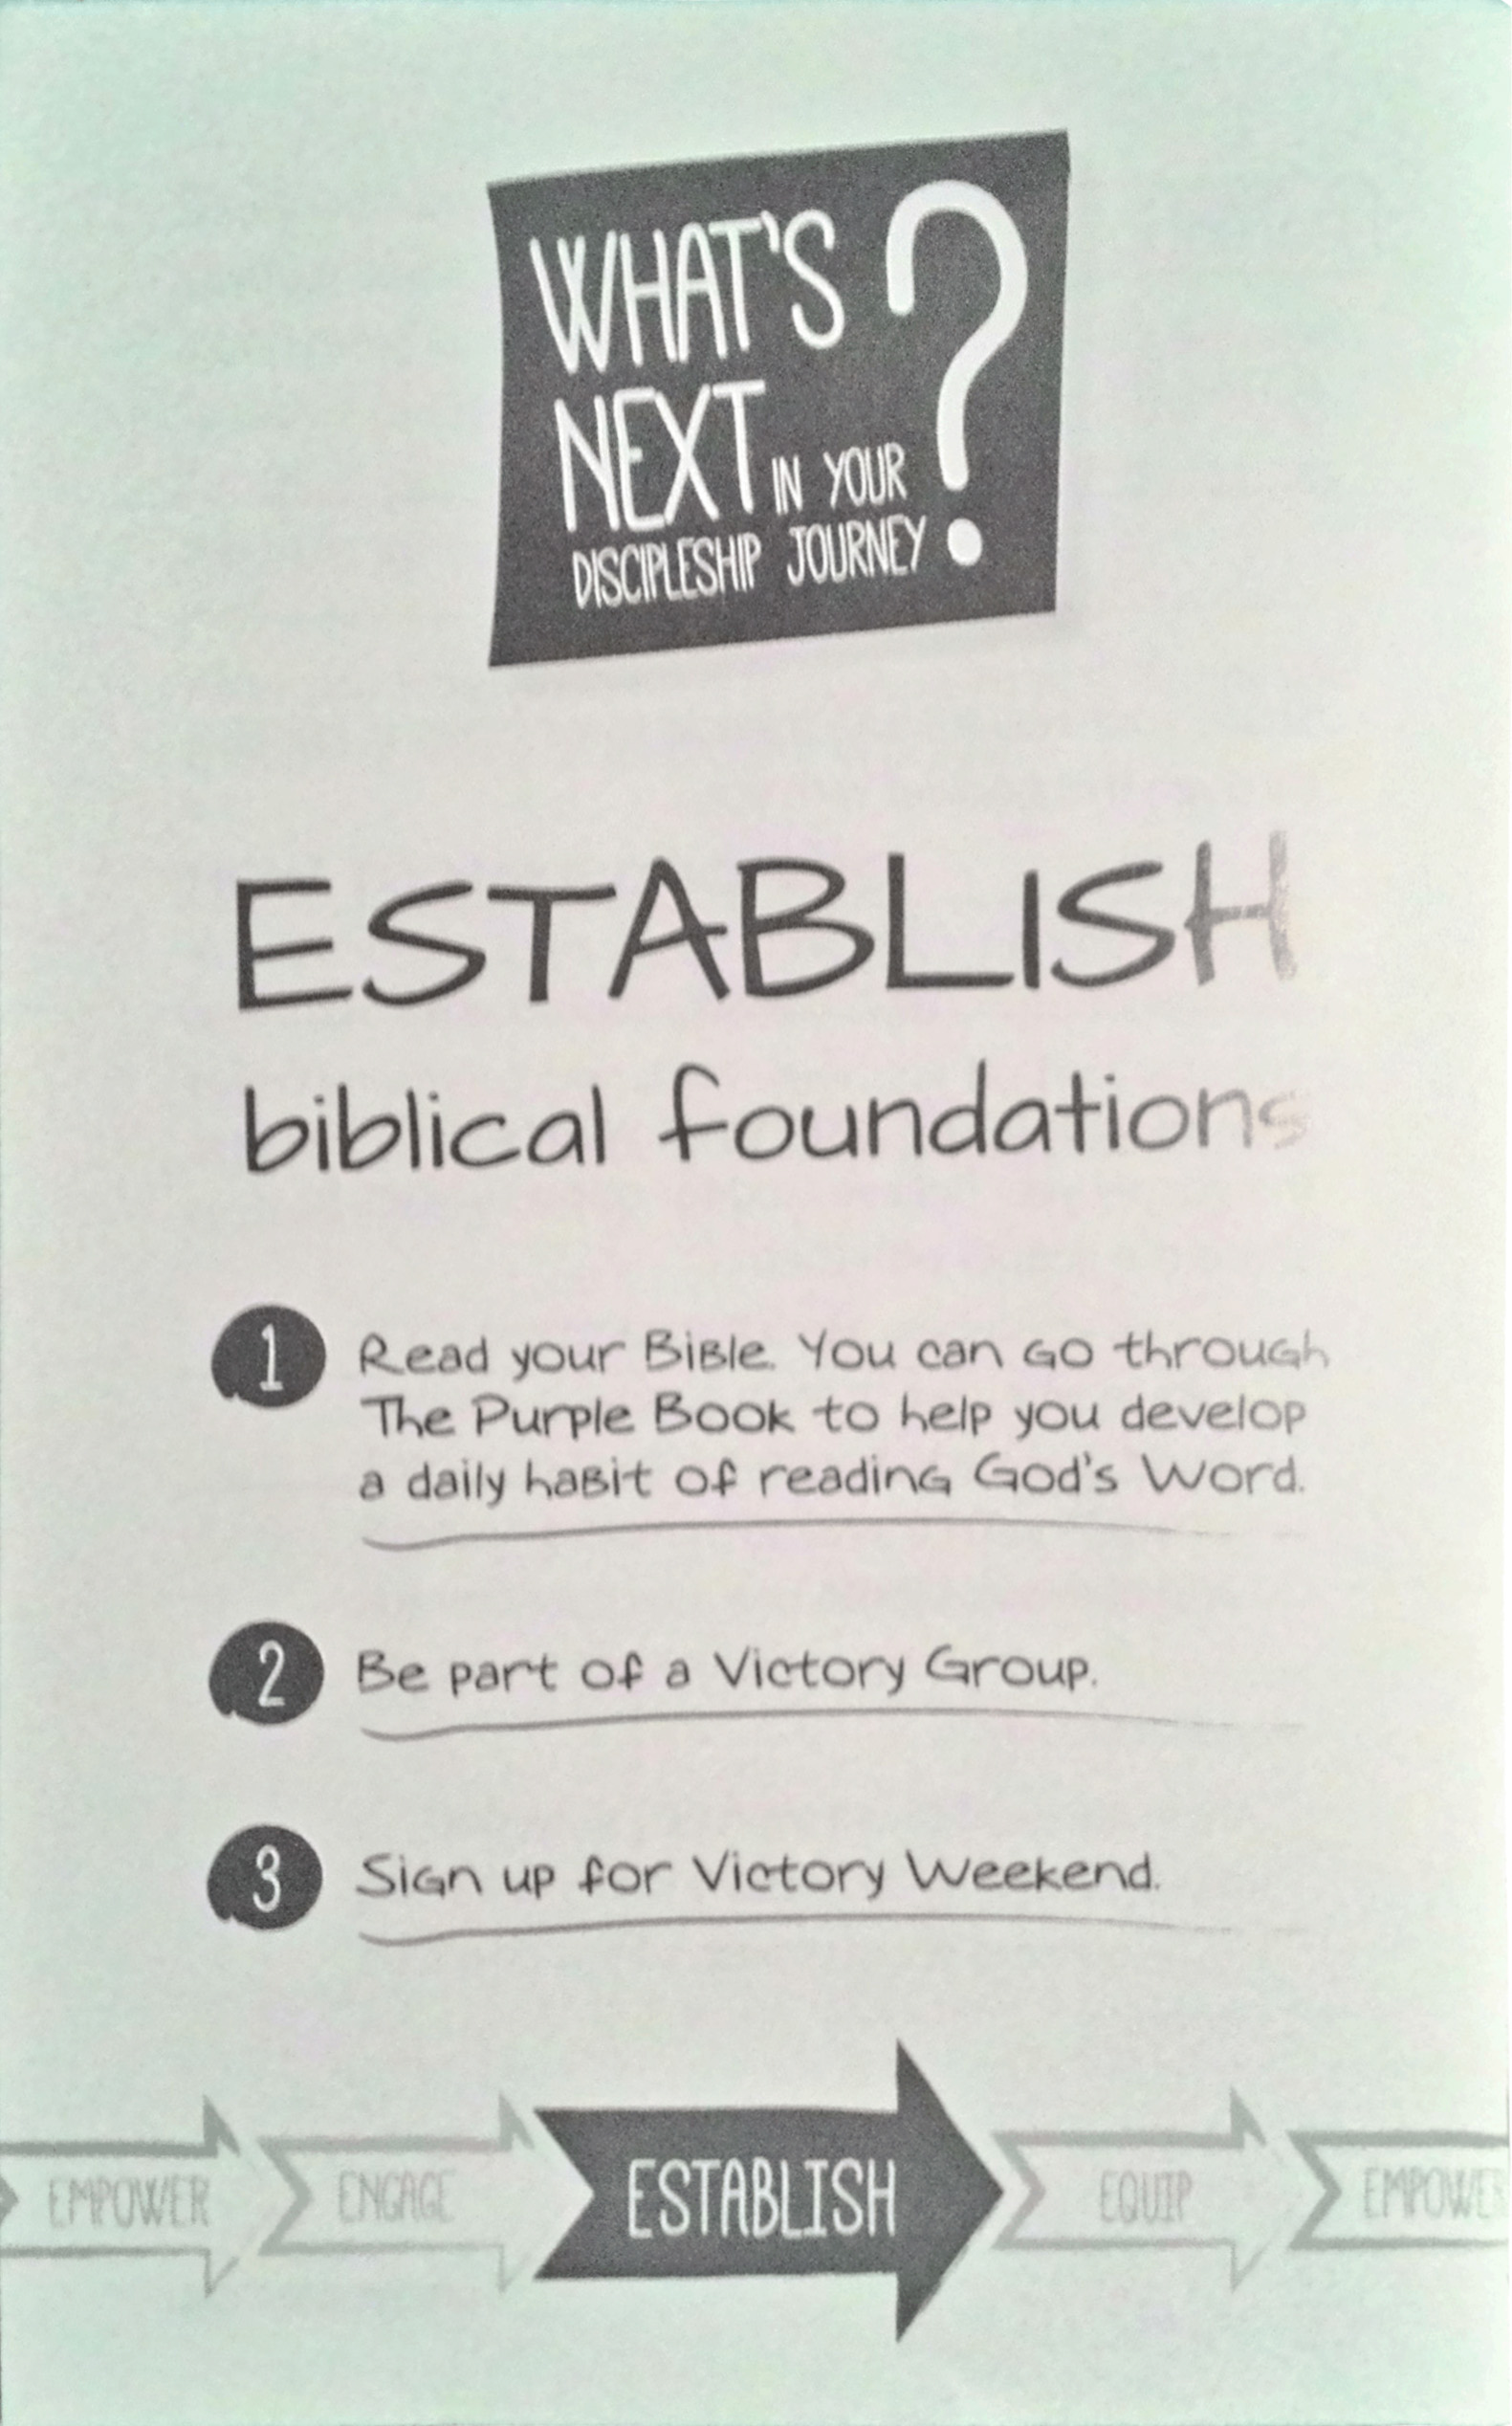 WHAT'S
NEXT IN YOUR
DISCIPLESHIP JOURNEY?
ESTABLISH
biblical foundations
1 Read your Bible. You can go through
The Purple Book to help you develop
a daily habit of reading God's Word.
2 Be part of a Victory Group.
3 Sign up for Victory Weekend.
EMPOWER ENGAGE ESTABLISH EQUIP EMPOWER